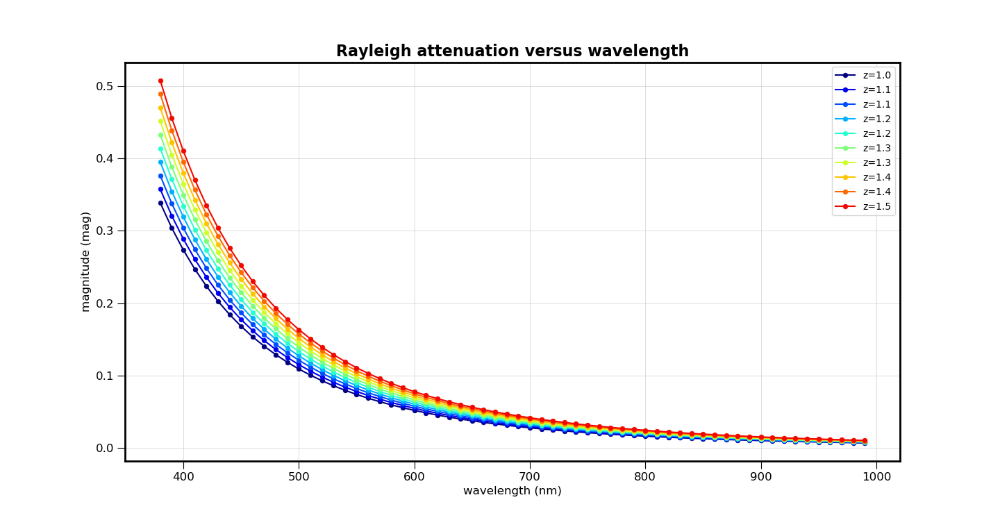 Rayleigh attenuation versus wavelength
z=1.0
z=1.1
z=1.1
z=1.2
z=1.2
z=1.3
z=1.3
z=1.4
z=1.4
z=1.5
magnitude (mag)
0.5
0.4
0.3
0.2
0.1
0.0
400 500 600 700 800 900 1000
wavelength (nm)